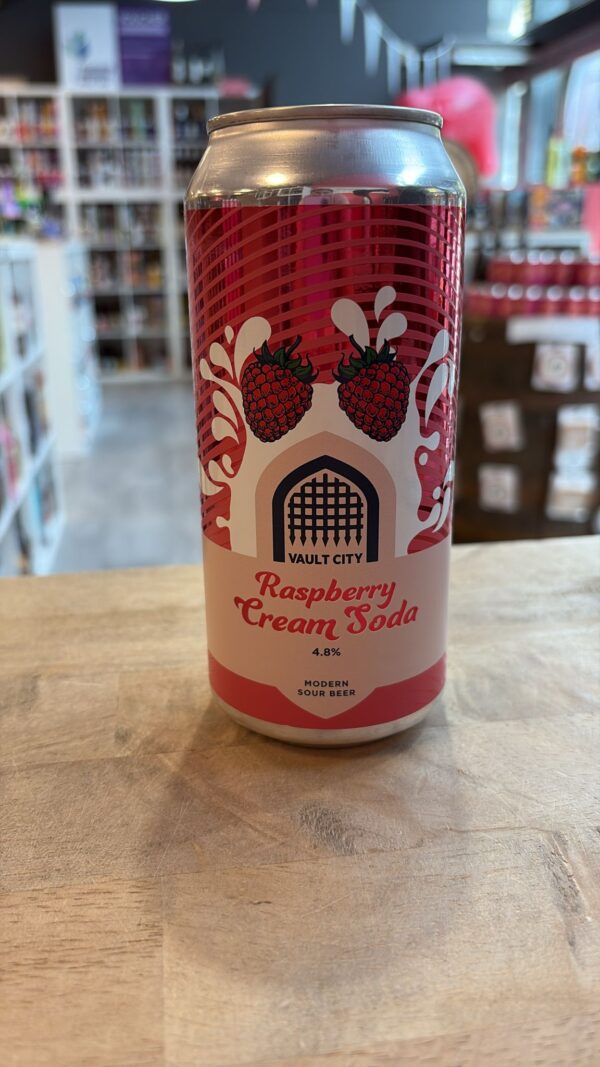 VAULT CITY
Raspberry
Cream Soda
4.8%
MODERN
SOUR BEER